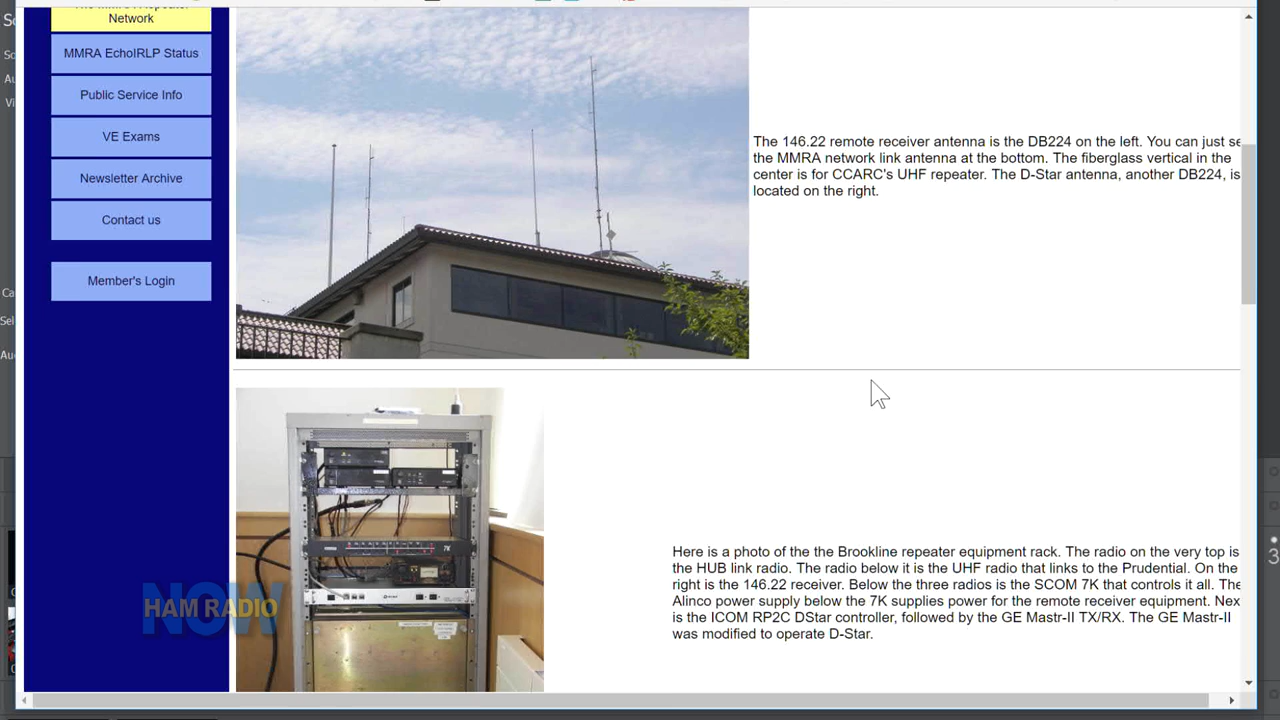 Network
MMRA EchoIRLP Status
Public Service Info
VE Exams
Newsletter Archive
Contact us
Member's Login
The 146.22 remote receiver antenna is the DB224 on the left. You can just se
the MMRA network link antenna at the bottom. The fiberglass vertical in the
center is for CCARC's UHF repeater. The D-Star antenna, another DB224, is
located on the right.
7K
Here is a photo of the the Brookline repeater equipment rack. The radio on the very top is
the HUB link radio. The radio below it is the UHF radio that links to the Prudential. On the
right is the 146.22 receiver. Below the three radios is the SCOM 7K that controls it all. The
Alinco power supply below the 7K supplies power for the remote receiver equipment. Nex
is the ICOM RP2C DStar controller, followed by the GE Mastr-II TX/RX. The GE Mastr-II
was modified to operate D-Star.
HAM RADIO
NOW